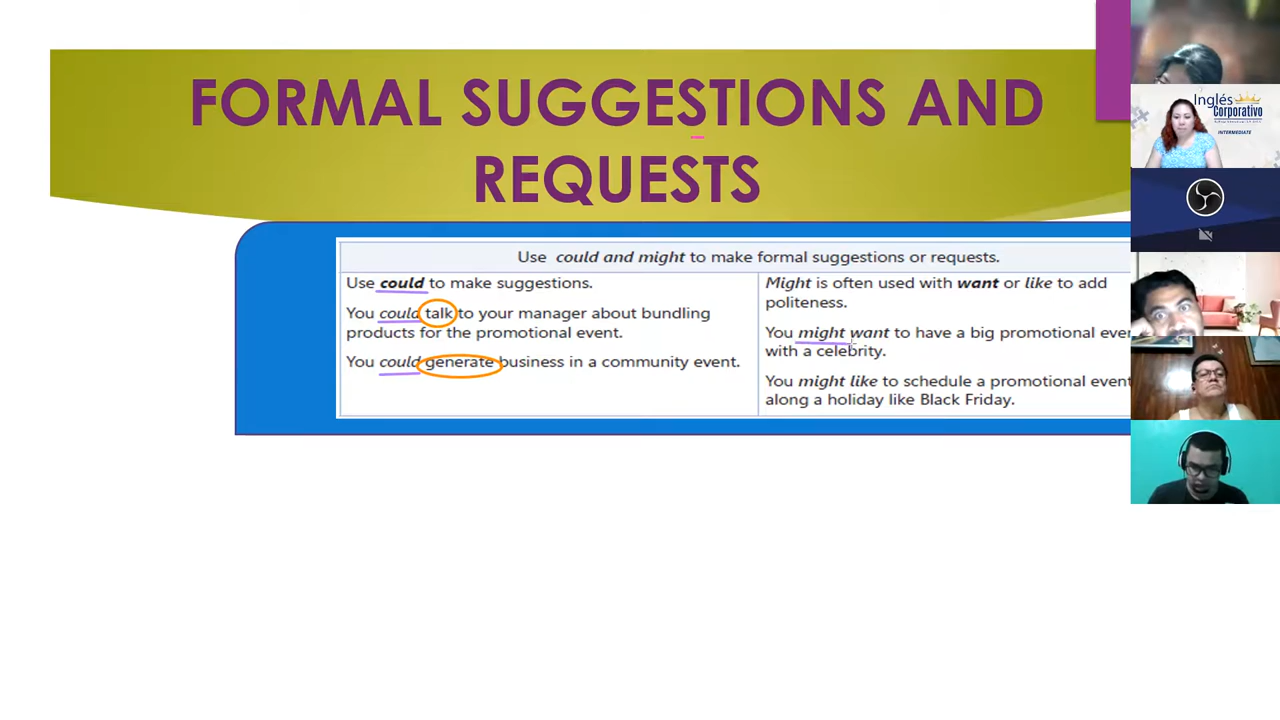 FORMAL SUGGESTIONS AND
REQUESTS
Use could and might to make formal suggestions or requests.
Use could to make suggestions.
You could talk to your manager about bundling
products for the promotional event.
You could generate business in a community event.
Might is often used with want or like to add
politeness.
You might want to have a big promotional even
with a celebrity.
You might like to schedule a promotional event
along a holiday like Black Friday.
Inglés
Corporativo
INTERMEDIATE